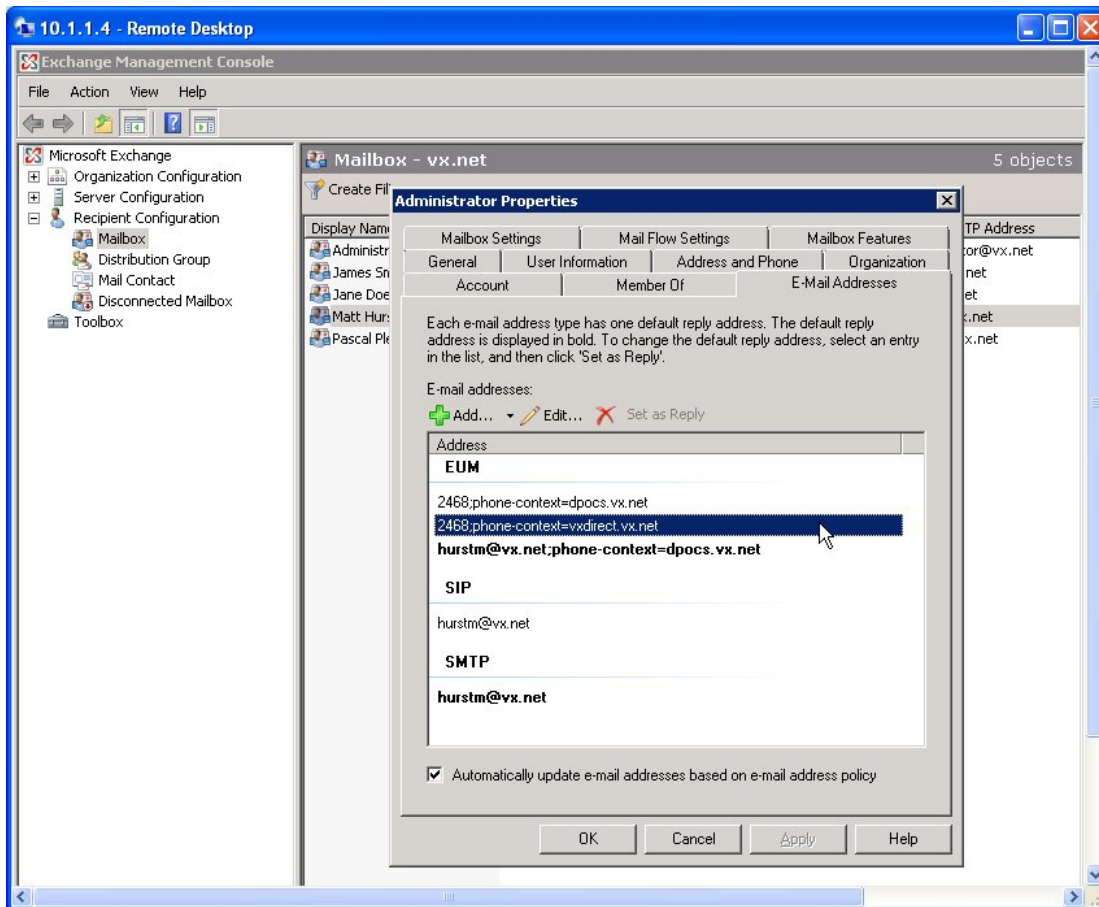 10.1.1.4 - Remote Desktop
Exchange Management Console
File Action View Help
Microsoft Exchange
Organization Configuration
Server Configuration
Recipient Configuration
Mailbox
Distribution Group
Mail Contact
Disconnected Mailbox
Toolbox
Mailbox - vx.net 5 objects
Create Fil
Display Nam TP Address
Administr or@vx.net
James Sn net
Jane Doe et
Matt Hurs .net
Pascal Ple x.net
Administrator Properties
Mailbox Settings Mail Flow Settings Mailbox Features
General User Information Address and Phone Organization
Account Member Of E-Mail Addresses
Each e-mail address type has one default reply address. The default reply
address is displayed in bold. To change the default reply address, select an entry
in the list, and then click 'Set as Reply'.
E-mail addresses:
Add... Edit... Set as Reply
Address
EUM
2468;phone-context=dpocs.vx.net
2468;phone-context=vxdirect.vx.net
hurstm@vx.net;phone-context=dpocs.vx.net
SIP
hurstm@vx.net
SMTP
hurstm@vx.net
Automatically update e-mail addresses based on e-mail address policy
OK Cancel Apply Help